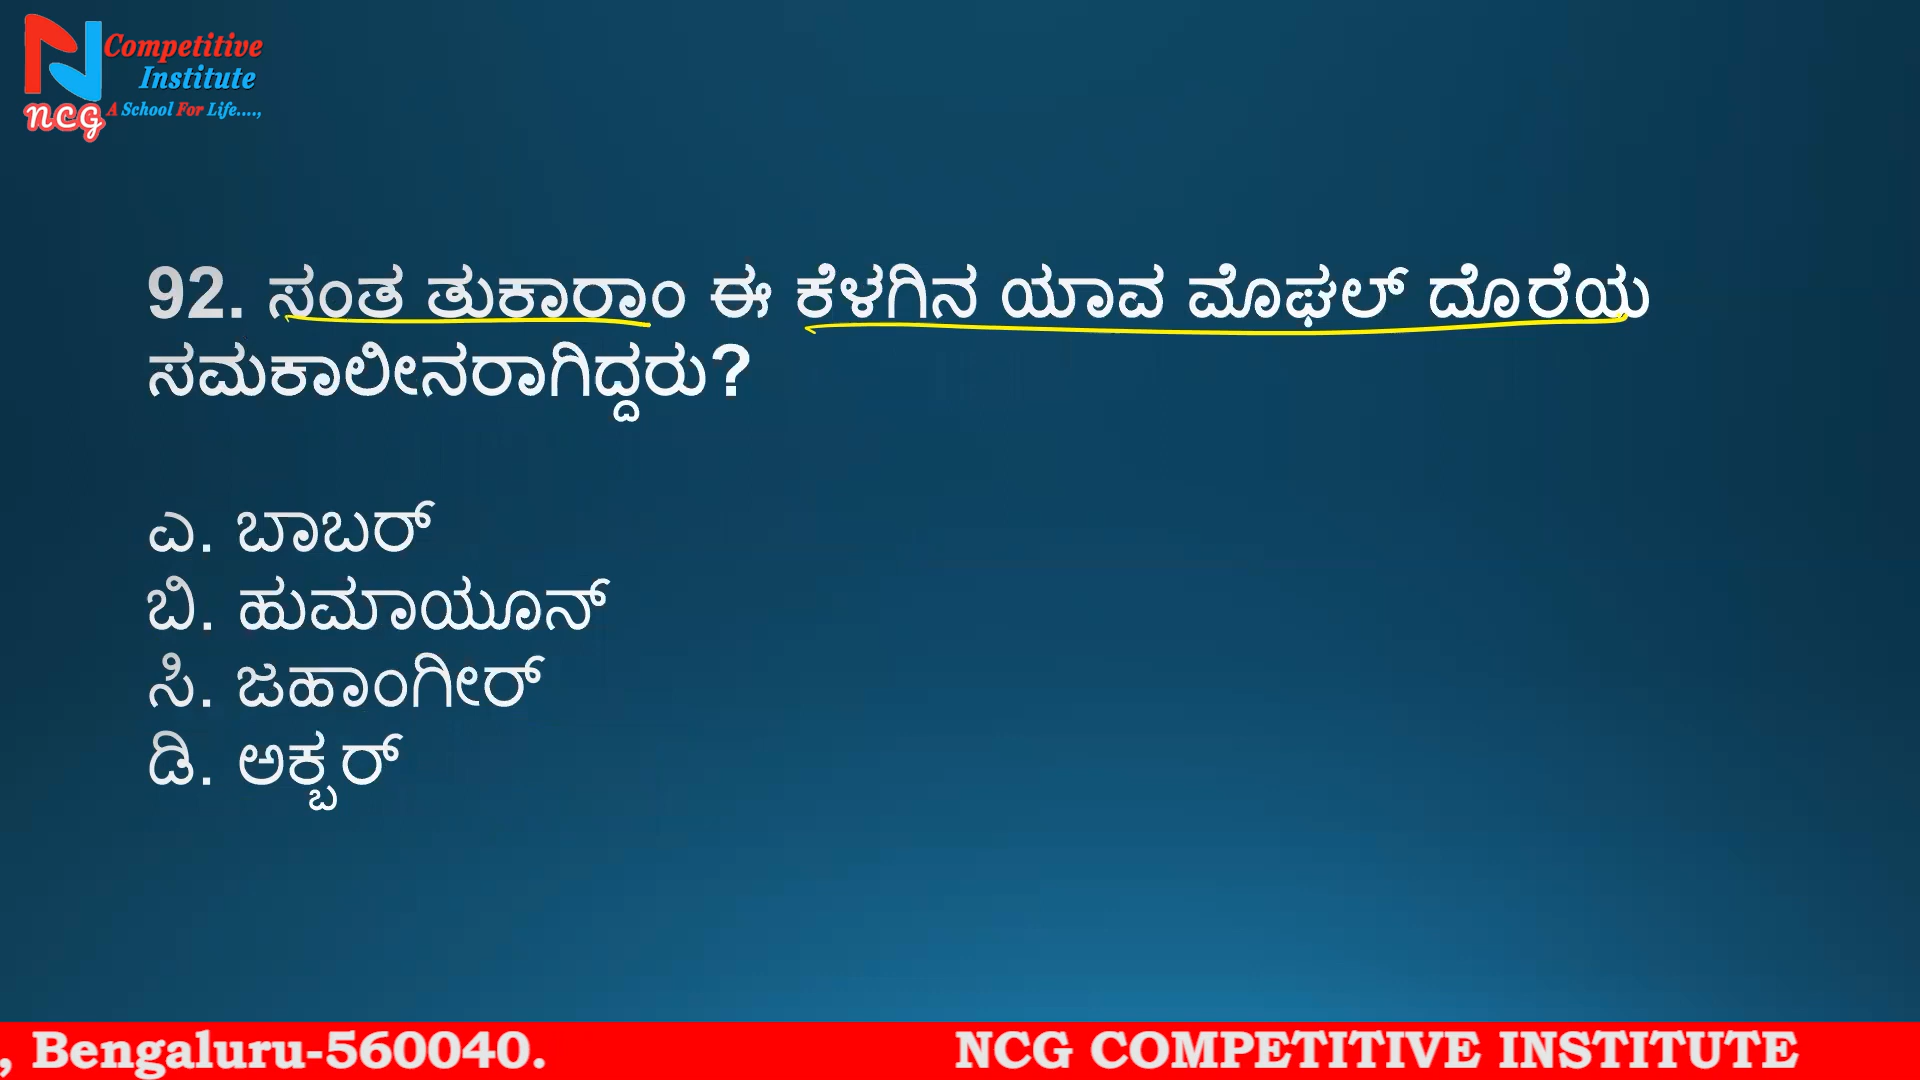 Competitive
Institute
ncg A School For Life....,
92. ಸಂತ ತುಕಾರಾಂ ಈ ಕೆಳಗಿನ ಯಾವ ಮೊಘಲ್ ದೊರೆಯ
ಸಮಕಾಲೀನರಾಗಿದ್ದರು?
ಎ. ಬಾಬರ್
ಬಿ. ಹುಮಾಯೂನ್
ಸಿ. ಜಹಾಂಗೀರ್
ಡಿ. ಅಕ್ಬರ್
, Bengaluru-560040. NCG COMPETITIVE INSTITUTE